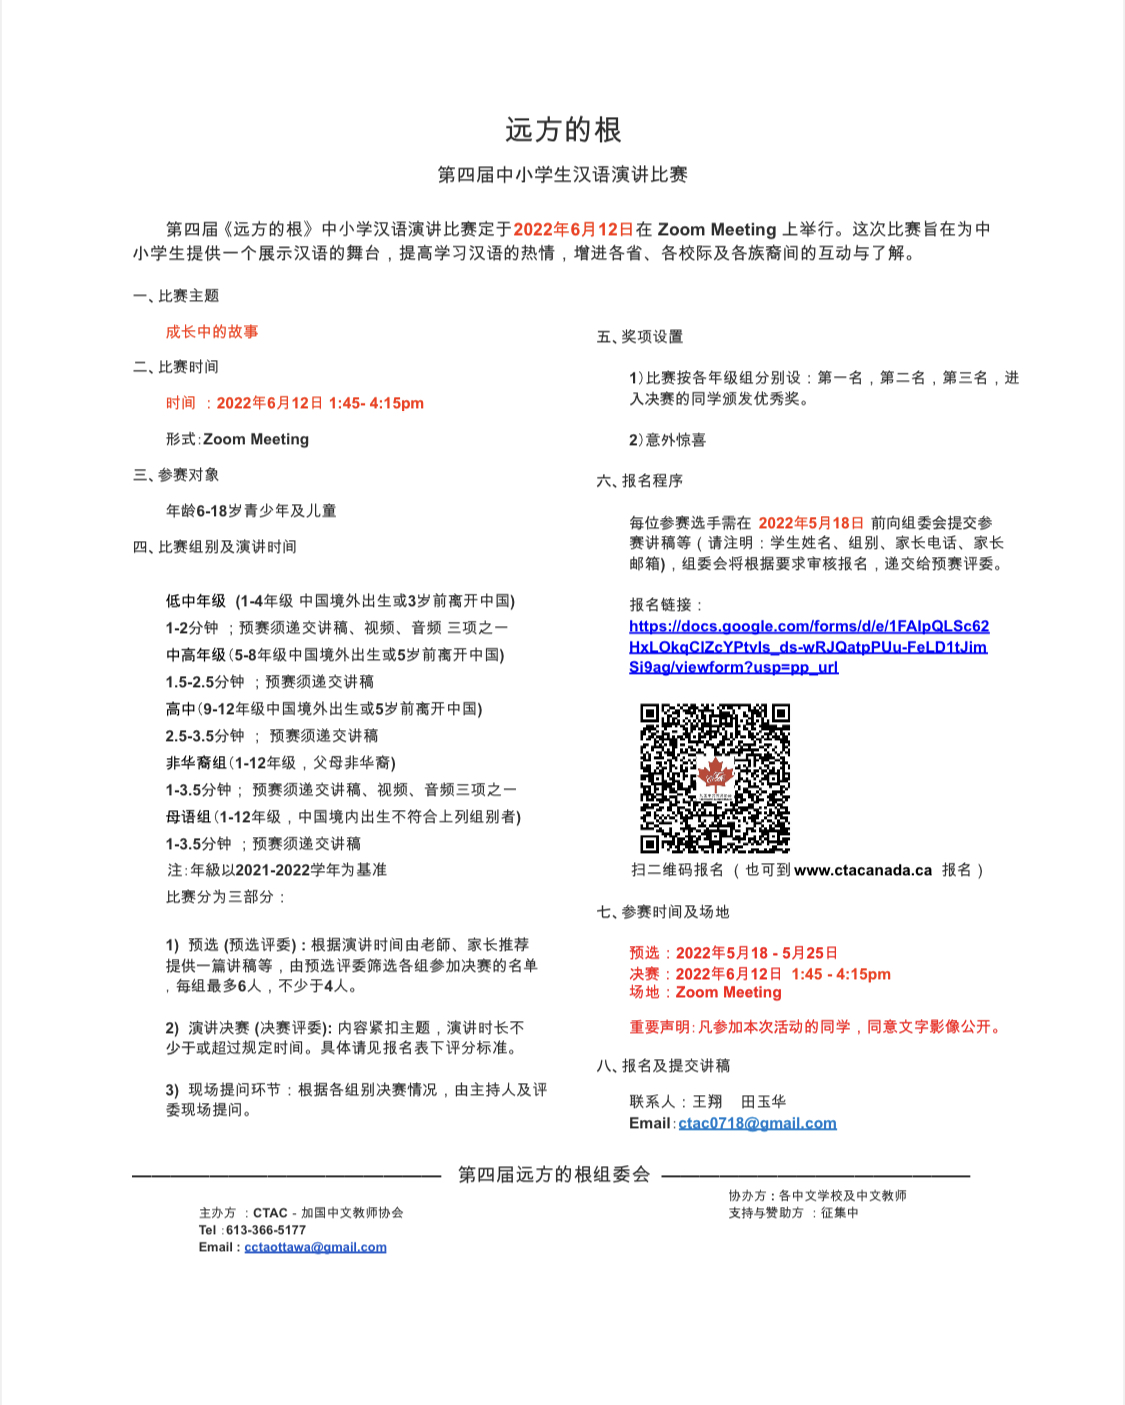 远方的根
第四届中小学生汉语演讲比赛
第四届《远方的根》中小学汉语演讲比赛定于2022年6月12日在 Zoom Meeting 上举行。这次比赛旨在为中
小学生提供一个展示汉语的舞台，提高学习汉语的热情，增进各省、各校际及各族裔间的互动与了解。
一、比赛主题
成长中的故事
二、比赛时间
时间 ：2022年6月12日 1:45- 4:15pm
形式：Zoom Meeting
三、参赛对象
年龄6-18岁青少年及儿童
四、比赛组别及演讲时间
低中年级 (1-4年级 中国境外出生或3岁前离开中国)
1-2分钟 ；预赛须递交讲稿、视频、音频 三项之一
中高年级（5-8年级中国境外出生或5岁前离开中国)
1.5-2.5分钟 ；预赛须递交讲稿
高中（9-12年级中国境外出生或5岁前离开中国)
2.5-3.5分钟 ； 预赛须递交讲稿
非华裔组（1-12年级，父母非华裔)
1-3.5分钟； 预赛须递交讲稿、视频、音频三项之一
母语组（1-12年级，中国境内出生不符合上列组别者)
1-3.5分钟 ；预赛须递交讲稿
注：年級以2021-2022学年为基准
比赛分为三部分：
1) 预选 (预选评委)：根据演讲时间由老師、家长推荐
提供一篇讲稿等，由预选评委筛选各组参加决赛的名单
，每组最多6人，不少于4人。
2) 演讲决赛 (决赛评委): 内容紧扣主题，演讲时长不
少于或超过规定时间。具体请见报名表下评分标准。
3) 现场提问环节：根据各组别决赛情况，由主持人及评
委现场提问。
五、奖项设置
1）比赛按各年级组分别设：第一名，第二名，第三名，进
入决赛的同学颁发优秀奖。
2）意外惊喜
六、报名程序
每位参赛选手需在 2022年5月18日 前向组委会提交参
赛讲稿等（请注明：学生姓名、组别、家长电话、家长
邮箱)，组委会将根据要求审核报名，递交给预赛评委。
报名链接：
https://docs.google.com/forms/d/e/1FAIpQLSc62
HxLOkqCIZcYPtvIs_ds-wRJQatpPUu-FeLD1tJim
Si9ag/viewform?usp=pp_url
扫二维码报名 （也可到 www.ctacanada.ca 报名）
七、参赛时间及场地
预选：2022年5月18 - 5月25日
决赛：2022年6月12日 1:45 - 4:15pm
场地：Zoom Meeting
重要声明：凡参加本次活动的同学，同意文字影像公开。
八、报名及提交讲稿
联系人：王翔 田玉华
Email：ctac0718@gmail.com
第四届远方的根组委会
主办方 ：CTAC - 加国中文教师协会
Tel ：613-366-5177
Email : cctaottawa@gmail.com
协办方：各中文学校及中文教师
支持与赞助方 ：征集中